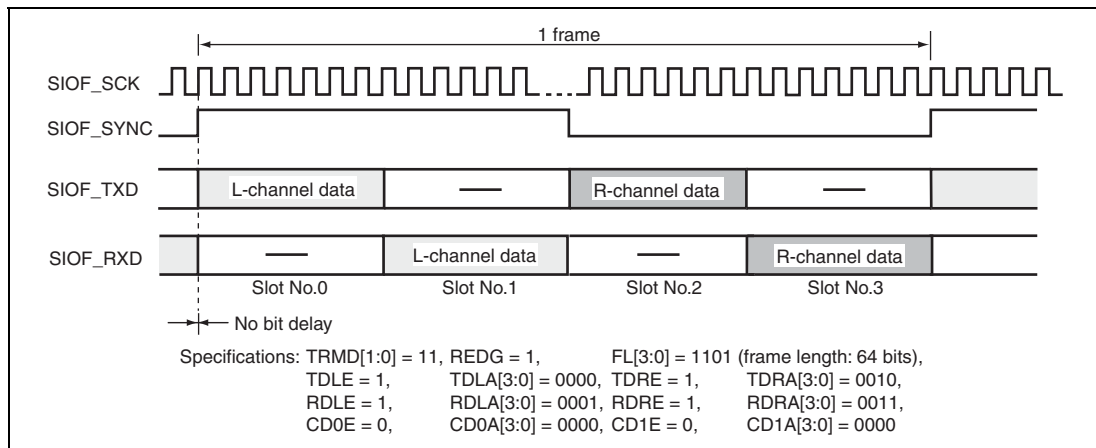 1 frame
SIOF_SCK
SIOF_SYNC
SIOF_TXD L-channel data — R-channel data —
SIOF_RXD — L-channel data — R-channel data
Slot No.0 Slot No.1 Slot No.2 Slot No.3
No bit delay
Specifications: TRMD[1:0] = 11, REDG = 1, FL[3:0] = 1101 (frame length: 64 bits),
TDLE = 1, TDLA[3:0] = 0000, TDRE = 1, TDRA[3:0] = 0010,
RDLE = 1, RDLA[3:0] = 0001, RDRE = 1, RDRA[3:0] = 0011,
CD0E = 0, CD0A[3:0] = 0000, CD1E = 0, CD1A[3:0] = 0000